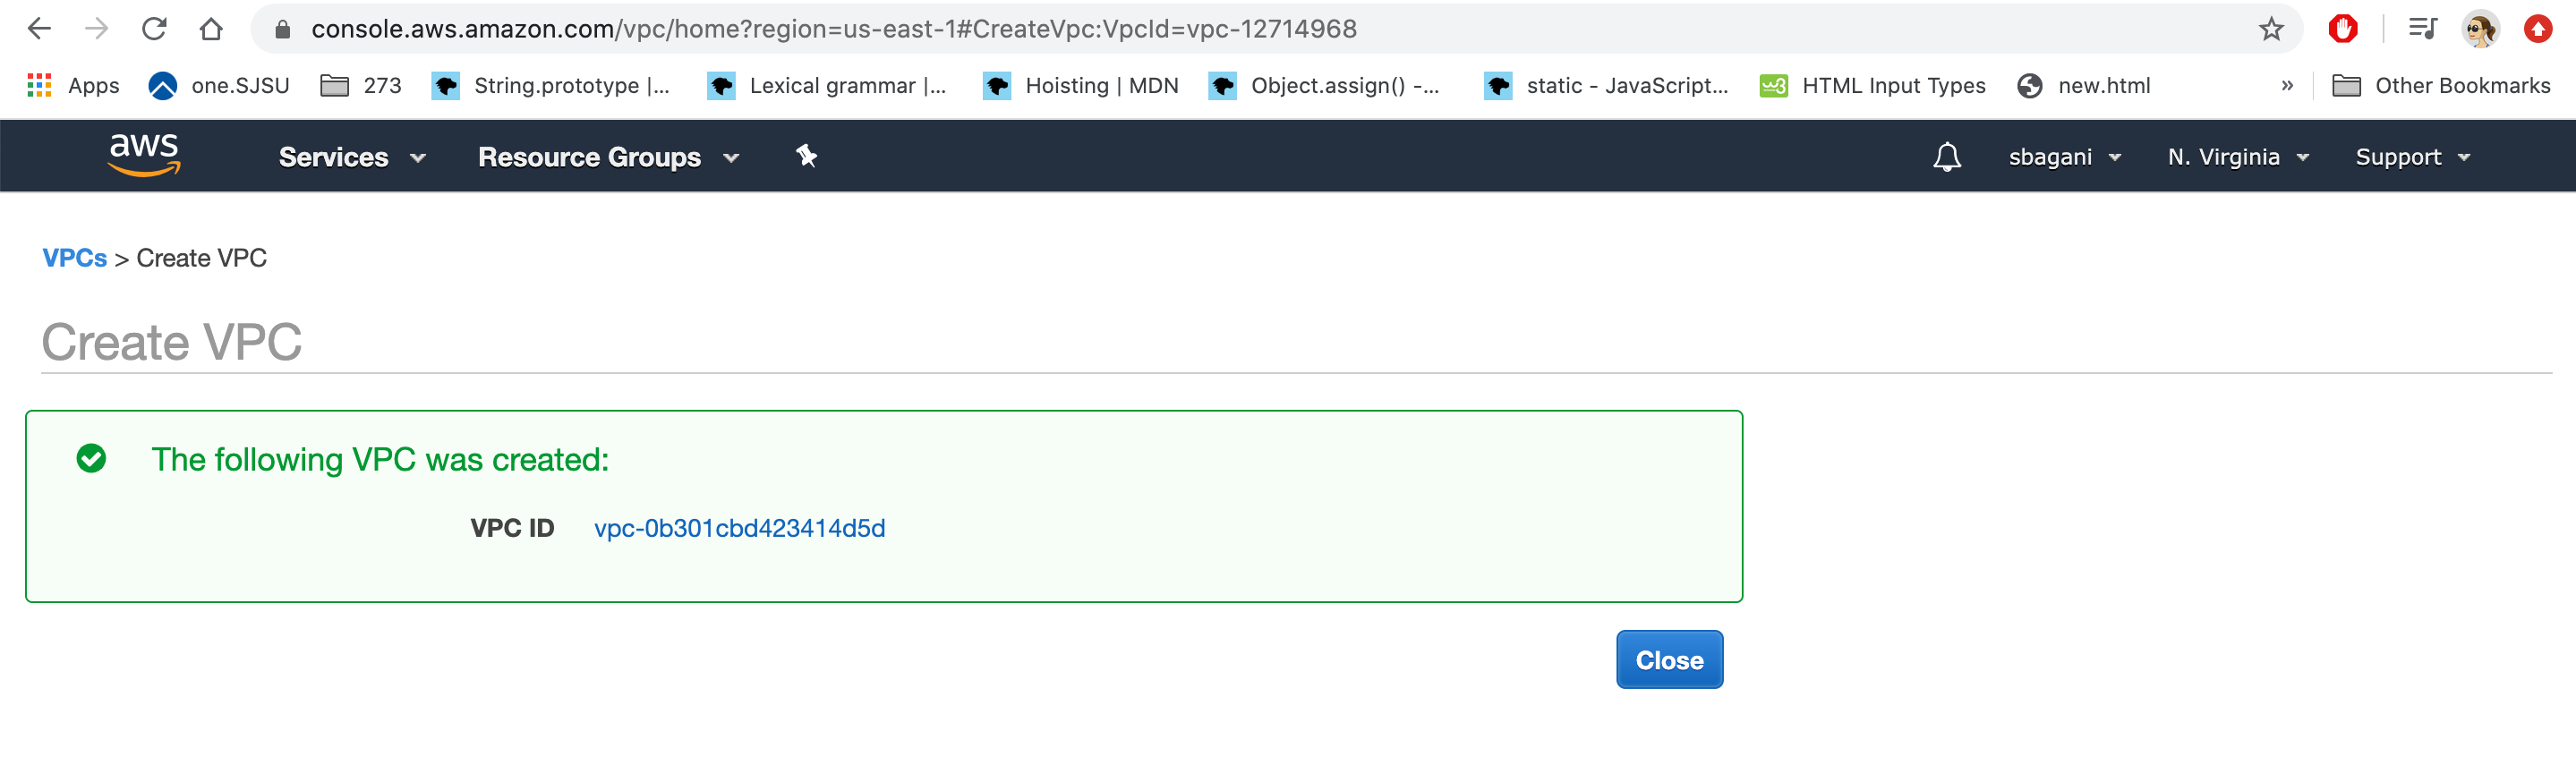 console.aws.amazon.com/vpc/home?region=us-east-1#CreateVpc:VpcId=vpc-12714968
Apps one.SJSU 273 String.prototype |... Lexical grammar |... Hoisting | MDN Object.assign() -... static - JavaScript... w3 HTML Input Types new.html » Other Bookmarks
aws Services Resource Groups sbagani N. Virginia Support
VPCs > Create VPC
Create VPC
The following VPC was created:
VPC ID vpc-0b301cbd423414d5d
Close